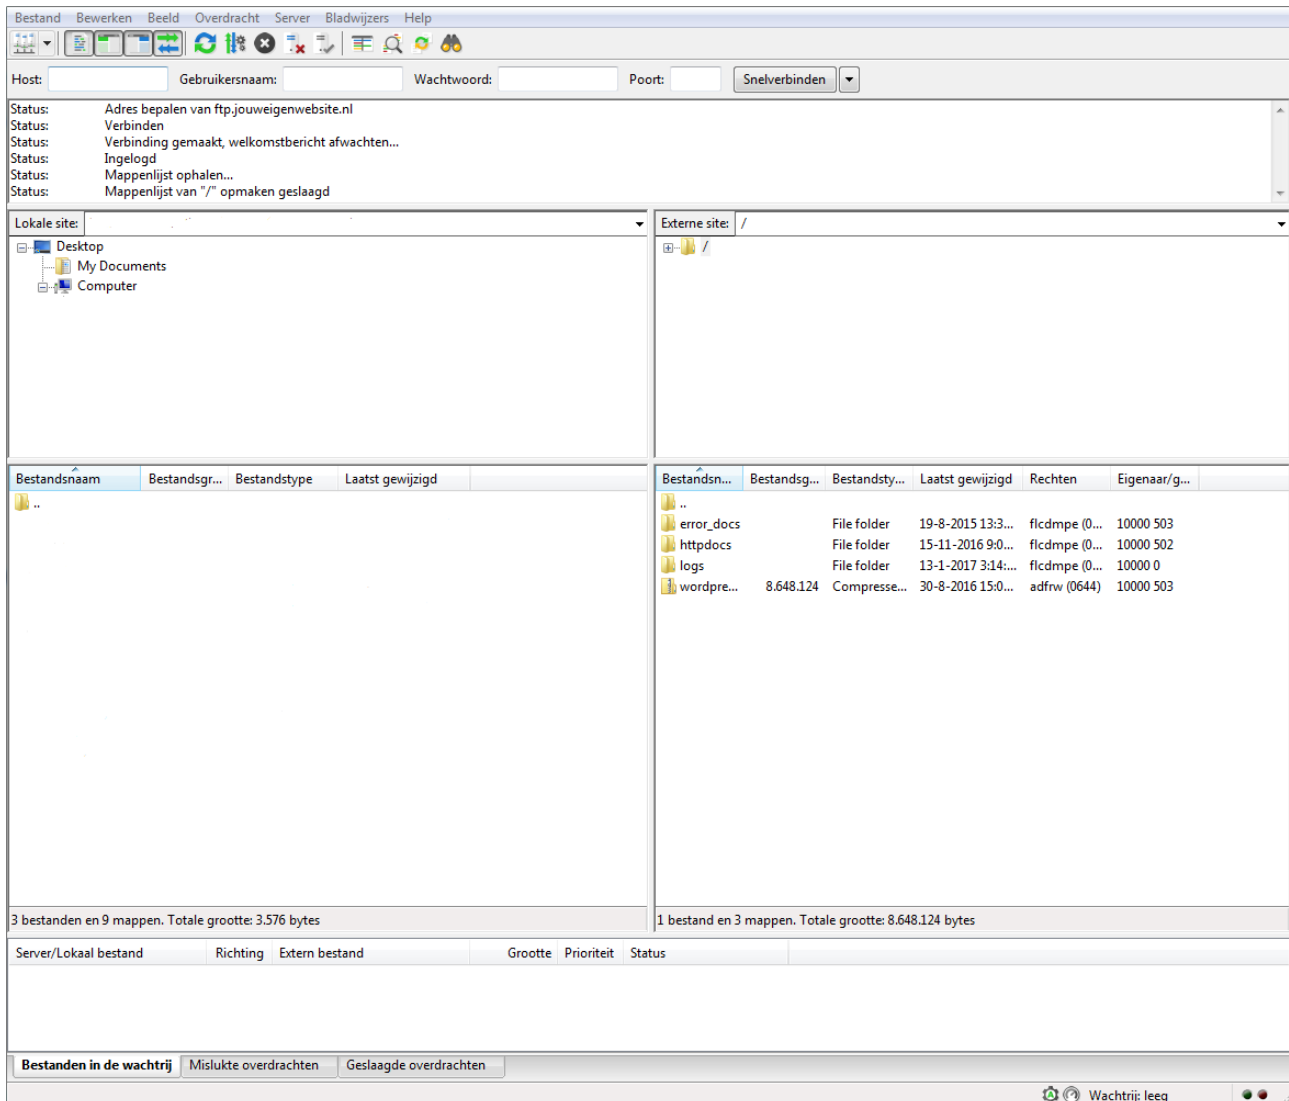 Bestand Bewerken Beeld Overdracht Server Bladwijzers Help
Host: Gebruikersnaam: Wachtwoord: Poort: Snelverbinden
Status: Adres bepalen van ftp.jouweigenwebsite.nl
Status: Verbinden
Status: Verbinding gemaakt, welkomstbericht afwachten...
Status: Ingelogd
Status: Mappenlijst ophalen...
Status: Mappenlijst van "/" opmaken geslaagd
Lokale site:
Desktop
My Documents
Computer
Externe site: /
/
Bestandsnaam Bestandsgr... Bestandstype Laatst gewijzigd
..
3 bestanden en 9 mappen. Totale grootte: 3.576 bytes
Bestandsn... Bestandsg... Bestandsty... Laatst gewijzigd Rechten Eigenaar/g...
..
error_docs File folder 19-8-2015 13:3... flcdmpe (0... 10000 503
httpdocs File folder 15-11-2016 9:0... flcdmpe (0... 10000 502
logs File folder 13-1-2017 3:14:... flcdmpe (0... 10000 0
wordpre... 8.648.124 Compresse... 30-8-2016 15:0... adfrw (0644) 10000 503
1 bestand en 3 mappen. Totale grootte: 8.648.124 bytes
Server/Lokaal bestand Richting Extern bestand Grootte Prioriteit Status
Bestanden in de wachtrij Mislukte overdrachten Geslaagde overdrachten
Wachtrij: leeg